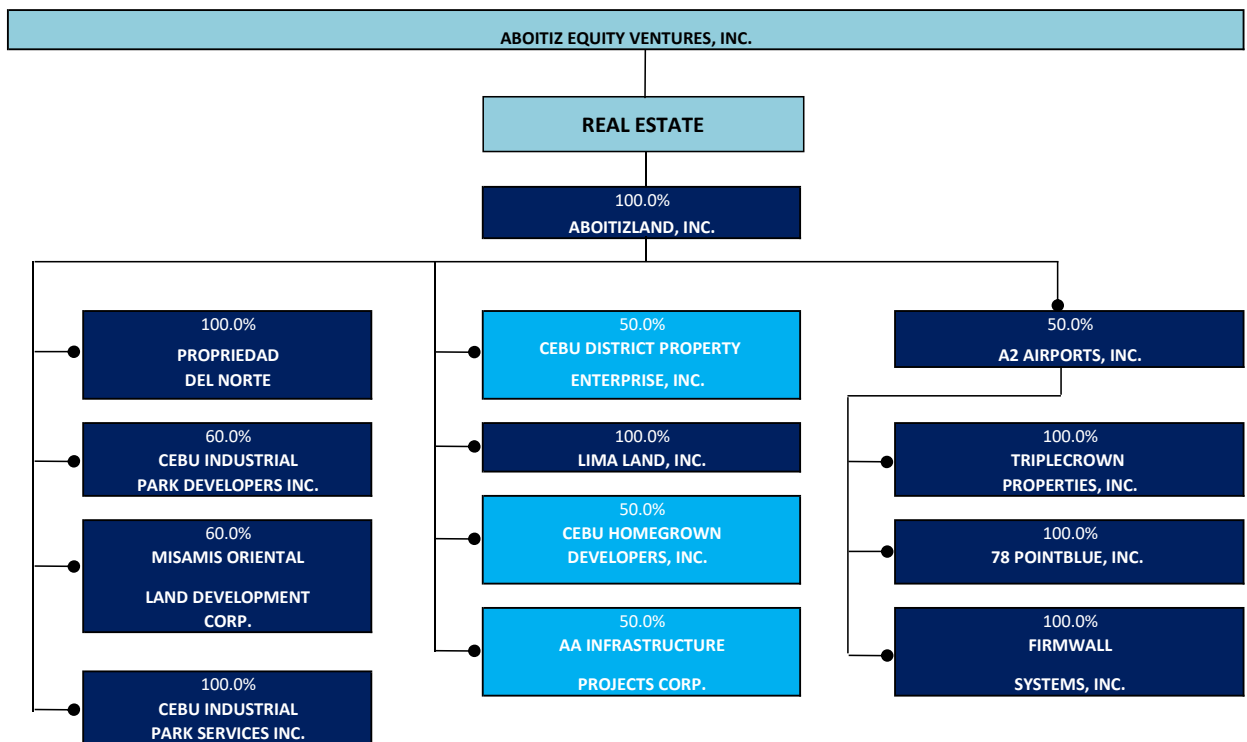 ABOITIZ EQUITY VENTURES, INC.
REAL ESTATE
100.0%
ABOITIZLAND, INC.
100.0%
PROPRIEDAD
DEL NORTE
60.0%
CEBU INDUSTRIAL
PARK DEVELOPERS INC.
60.0%
MISAMIS ORIENTAL
LAND DEVELOPMENT
CORP.
100.0%
CEBU INDUSTRIAL
PARK SERVICES INC.
50.0%
CEBU DISTRICT PROPERTY
ENTERPRISE, INC.
100.0%
LIMA LAND, INC.
50.0%
CEBU HOMEGROWN
DEVELOPERS, INC.
50.0%
AA INFRASTRUCTURE
PROJECTS CORP.
50.0%
A2 AIRPORTS, INC.
100.0%
TRIPLECROWN
PROPERTIES, INC.
100.0%
78 POINTBLUE, INC.
100.0%
FIRMWALL
SYSTEMS, INC.